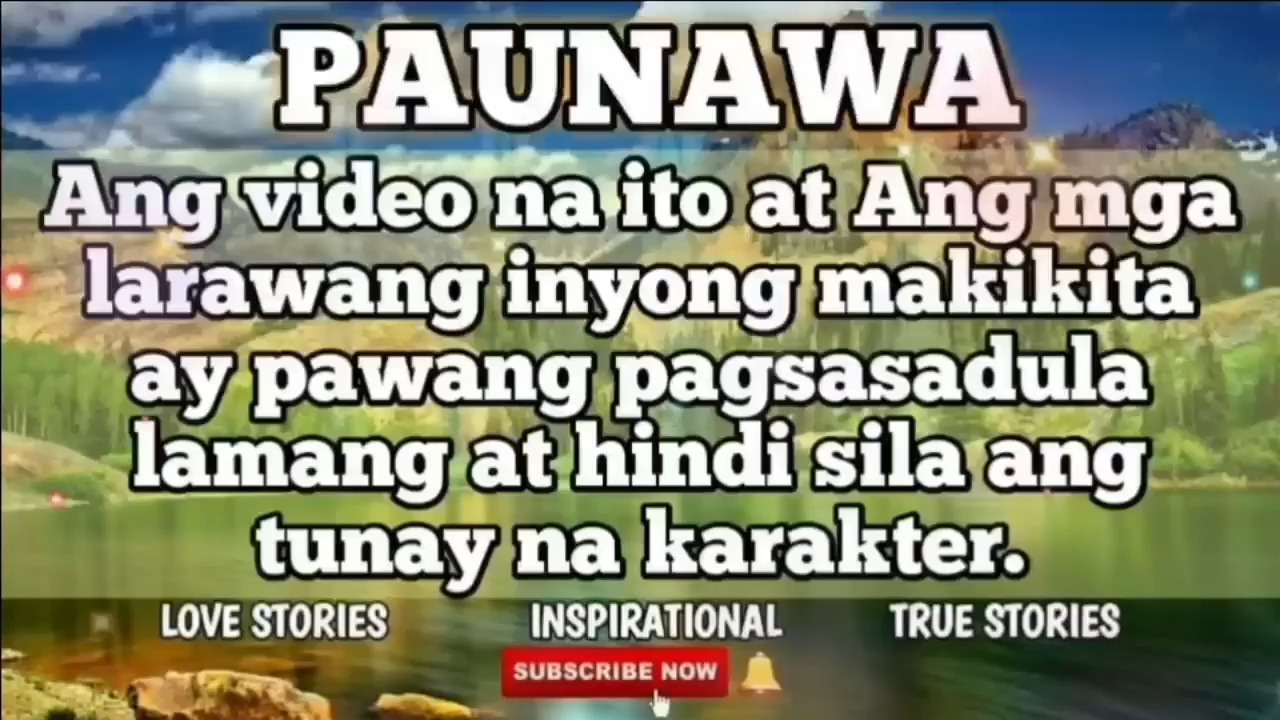 PAUNAWA
Ang video na ito at Ang mga
larawang inyong makikita
ay pawang pagsasadula
lamang at hindi sila ang
tunay na karakter.
LOVE STORIES INSPIRATIONAL TRUE STORIES
SUBSCRIBE NOW